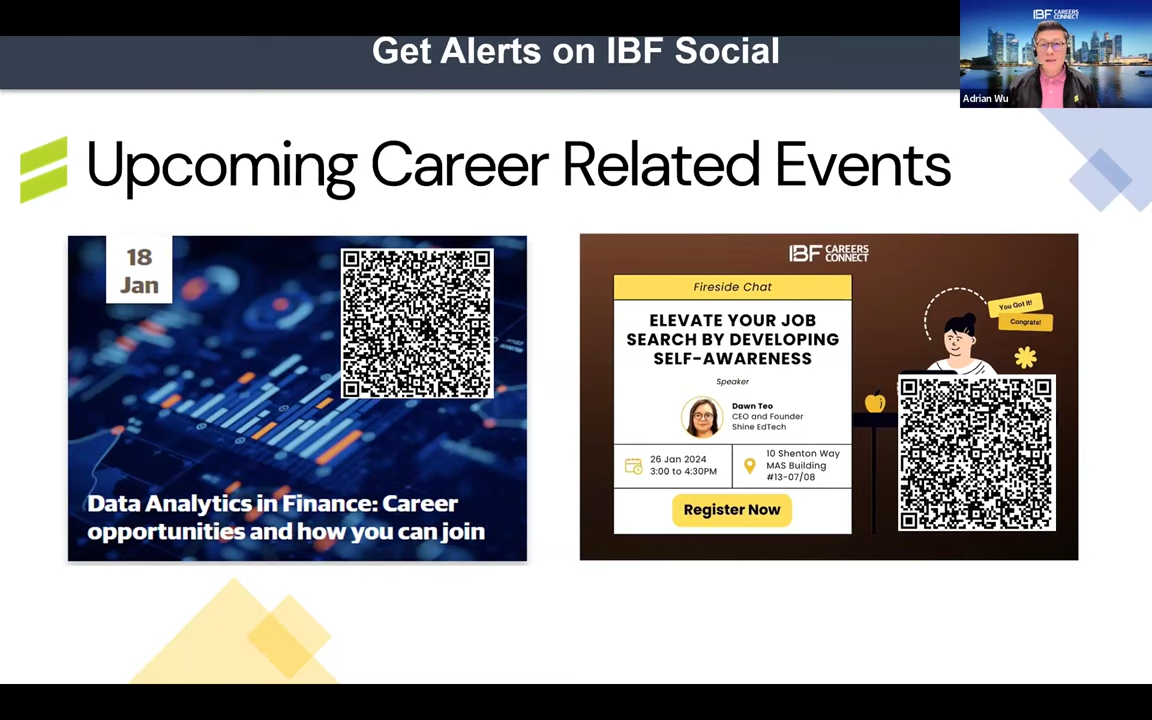 Get Alerts on IBF Social
IBF CAREERS
CONNECT
Adrian Wu
Upcoming Career Related Events
18
Jan
Data Analytics in Finance: Career
opportunities and how you can join
IBF CAREERS
CONNECT
Fireside Chat
ELEVATE YOUR JOB
SEARCH BY DEVELOPING
SELF-AWARENESS
Speaker
Dawn Teo
CEO and Founder
Shine EdTech
26 Jan 2024
3:00 to 4:30PM
10 Shenton Way
MAS Building
#13-07/08
Register Now
You Got It!
Congrats!